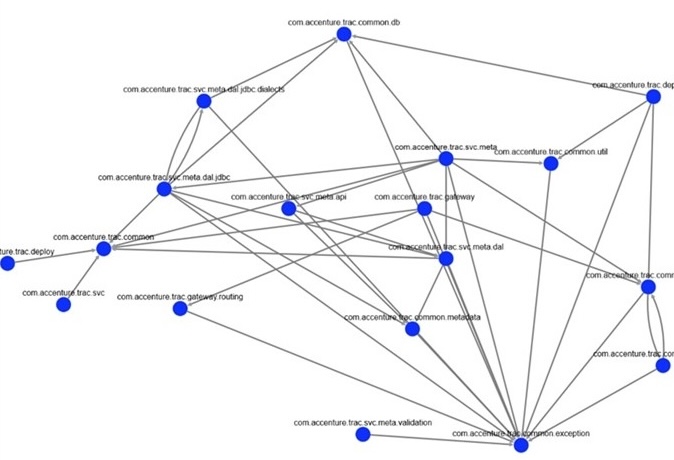 com.accenture.trac.common.db
com.accenture.trac.svc.meta.dal.jdbc.dialects
com.accenture.trac.dep
com.accenture.trac.svc.meta
com.accenture.trac.common.util
com.accenture.trac.svc.meta.dal.jdbc
com.accenture.trac.svc.meta.api
com.accenture.trac.gateway
com.accenture.trac.common
com.accenture.trac.svc.meta.dal
ture.trac.deploy
com.accenture.trac.comm
com.accenture.trac.svc
com.accenture.trac.gateway.routing
com.accenture.trac.common.metadata
com.accenture.trac.cor
com.accenture.trac.svc.meta.validation
com.accenture.trac.common.exception